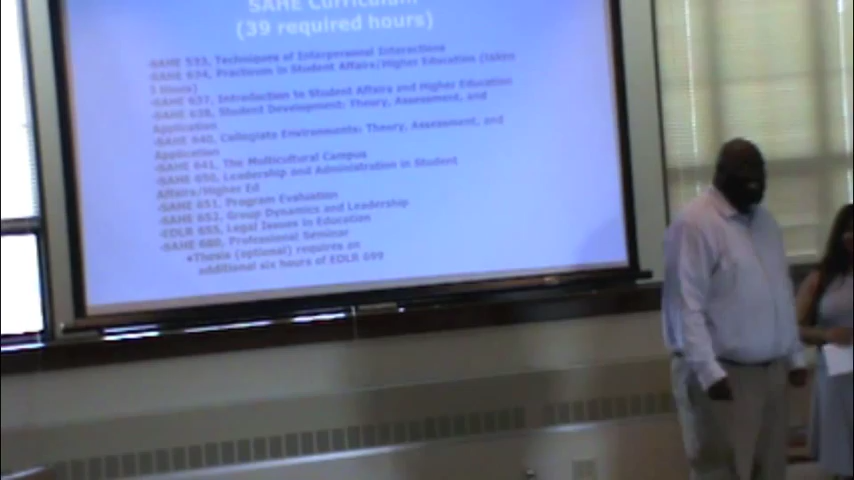 SAHE Curriculum
(39 required hours)
-SAHE 533, Techniques of Interpersonal Interactions
-SAHE 634, Practicum in Student Affairs/Higher Education (taken
-SAHE 637, Introduction to Student Affairs and Higher Education
-SAHE 638, Student Development: Theory, Assessment, and
Application
-SAHE 640, Collegiate Environments: Theory, Assessment, and
Application
-SAHE 641, The Multicultural Campus
-SAHE 650, Leadership and Administration in Student
Affairs/Higher Ed
-SAHE 651, Program Evaluation
-SAHE 652, Group Dynamics and Leadership
-EDLR 655, Legal Issues in Education
-SAHE 680, Professional Seminar
•Thesis (optional) requires an
additional six hours of EDLR 699